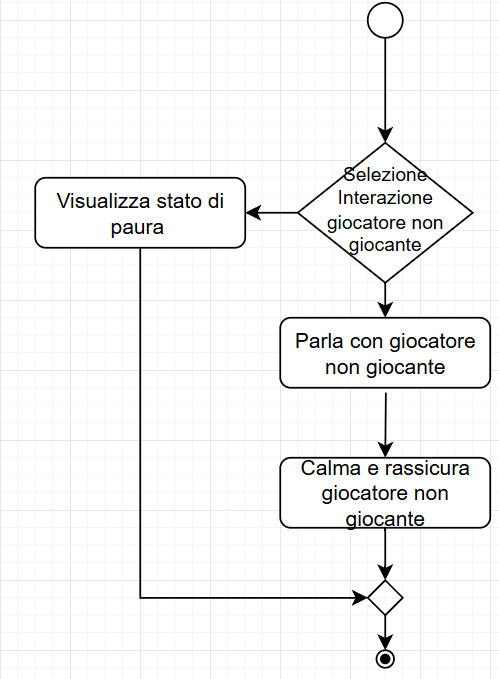 Selezione
Interazione
giocatore non
giocante
Visualizza stato di
paura
Parla con giocatore
non giocante
Calma e rassicura
giocatore non
giocante